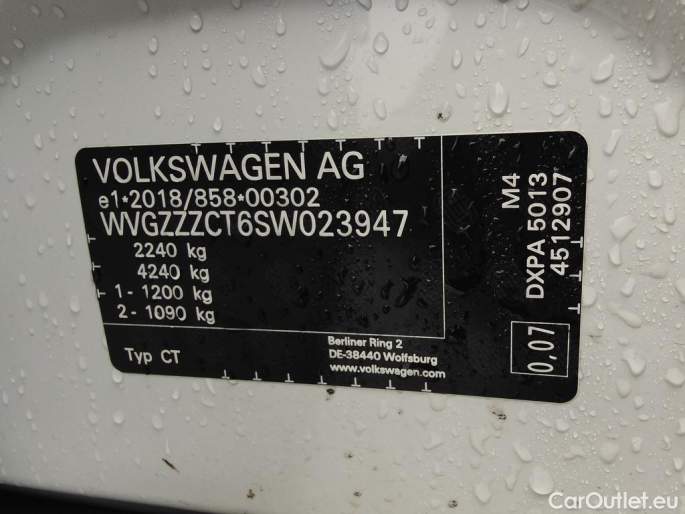 VOLKSWAGEN AG
e1*2018/858*00302
WVGZZZCT6SW023947
2240 kg
4240 kg
1 - 1200 kg
2 - 1090 kg
Typ CT
Berliner Ring 2
DE-38440 Wolfsburg
www.volkswagen.com
M4
DXPA 5013
4512907
0,07
CarOutlet.eu